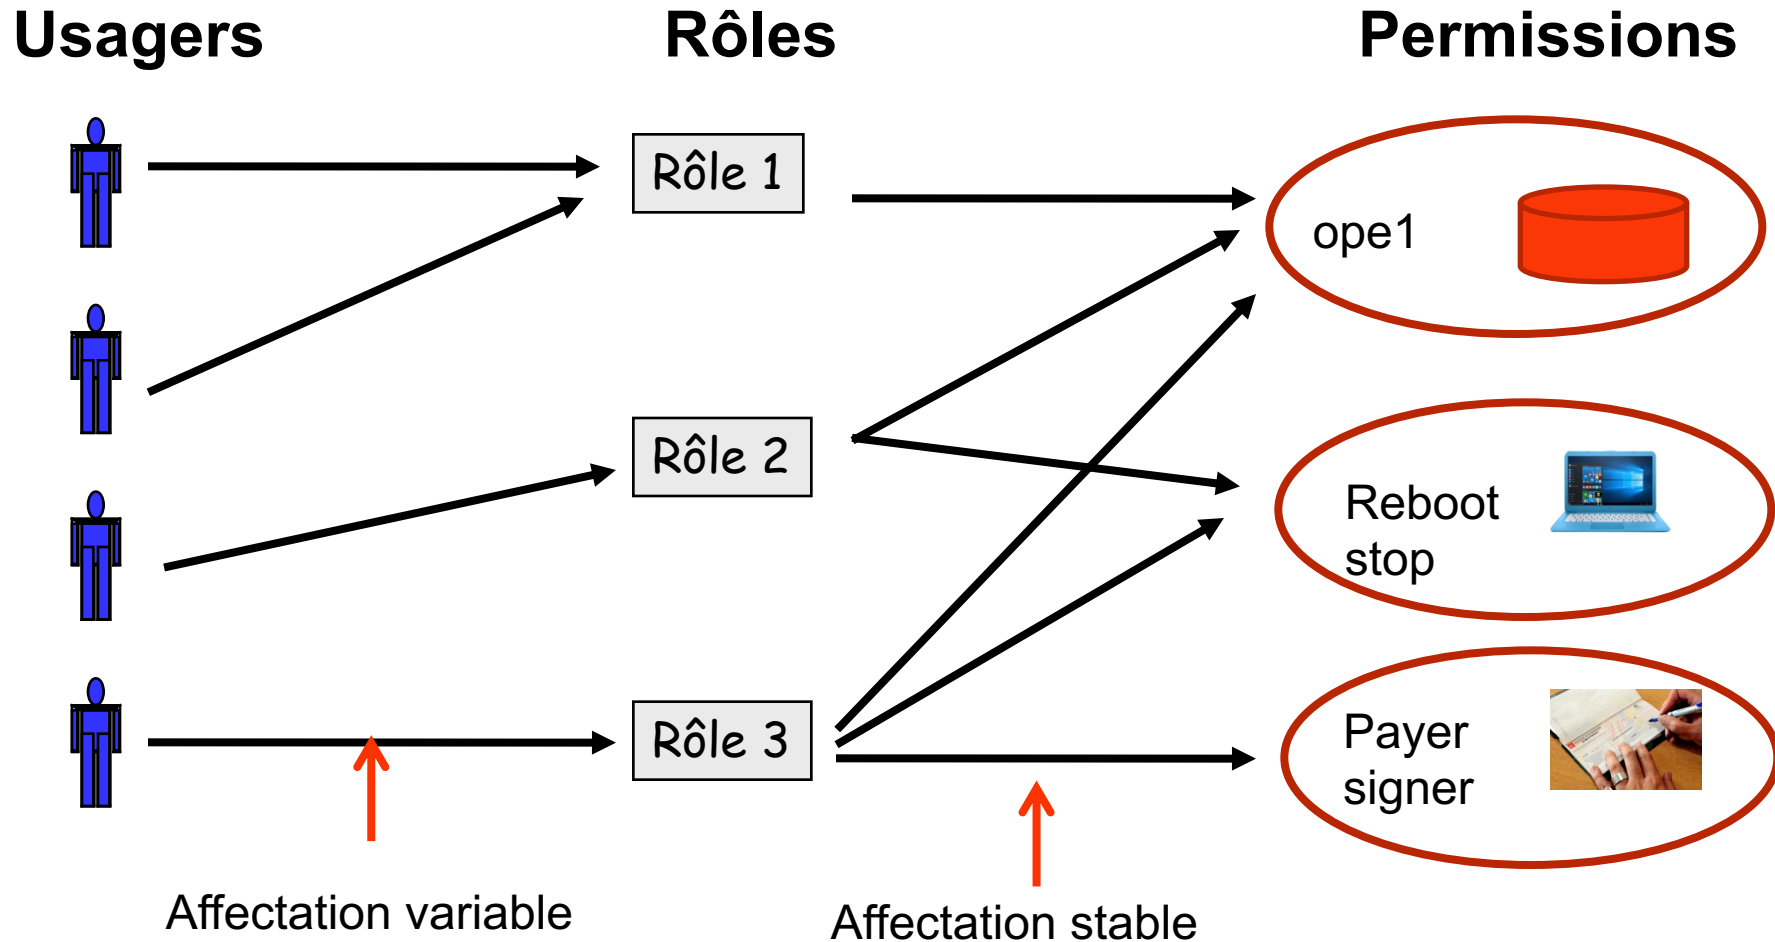 Usagers
Rôles
Permissions
Rôle 1
ope1
Rôle 2
Reboot
stop
Rôle 3
Payer
signer
Affectation variable
Affectation stable